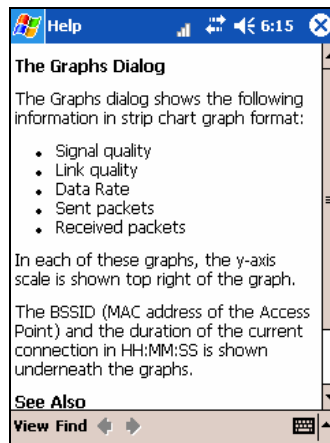 Help 6:15
The Graphs Dialog
The Graphs dialog shows the following
information in strip chart graph format:
• Signal quality
• Link quality
• Data Rate
• Sent packets
• Received packets
In each of these graphs, the y-axis
scale is shown top right of the graph.
The BSSID (MAC address of the Access
Point) and the duration of the current
connection in HH:MM:SS is shown
underneath the graphs.
See Also
View Find